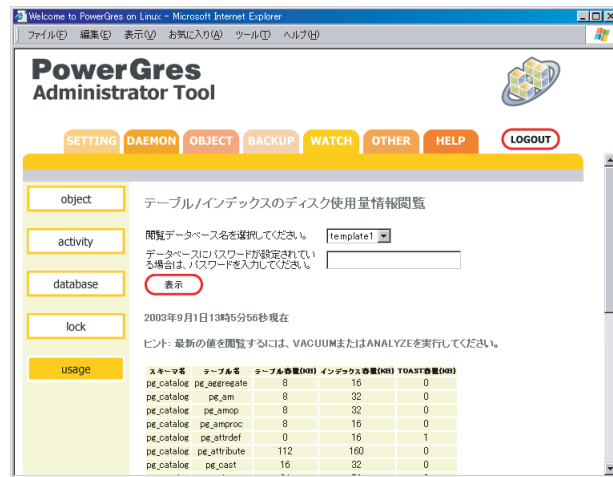 Welcome to PowerGres on Linux - Microsoft Internet Explorer
ファイル(F) 編集(E) 表示(V) お気に入り(A) ツール(T) ヘルプ(H)
PowerGres
Administrator Tool
SETTING DAEMON OBJECT BACKUP WATCH OTHER HELP LOGOUT
object
activity
database
lock
usage
テーブル/インデックスのディスク使用量情報閲覧
閲覧データベース名を選択してください。 template1
データベースにパスワードが設定されてい
る場合は、パスワードを入力してください。
表示
2003年9月1日13時5分56秒現在
ヒント: 最新の値を閲覧するには、VACUUMまたはANALYZEを実行してください。
スキーマ名 テーブル名 テーブル容量(KB) インデックス容量(KB) TOAST容量(KB)
pg_catalog pg_aggregate 8 16 0
pg_catalog pg_am 8 32 0
pg_catalog pg_amop 8 32 0
pg_catalog pg_amproc 8 16 0
pg_catalog pg_attrdef 0 16 1
pg_catalog pg_attribute 112 160 0
pg_catalog pg_cast 16 32 0